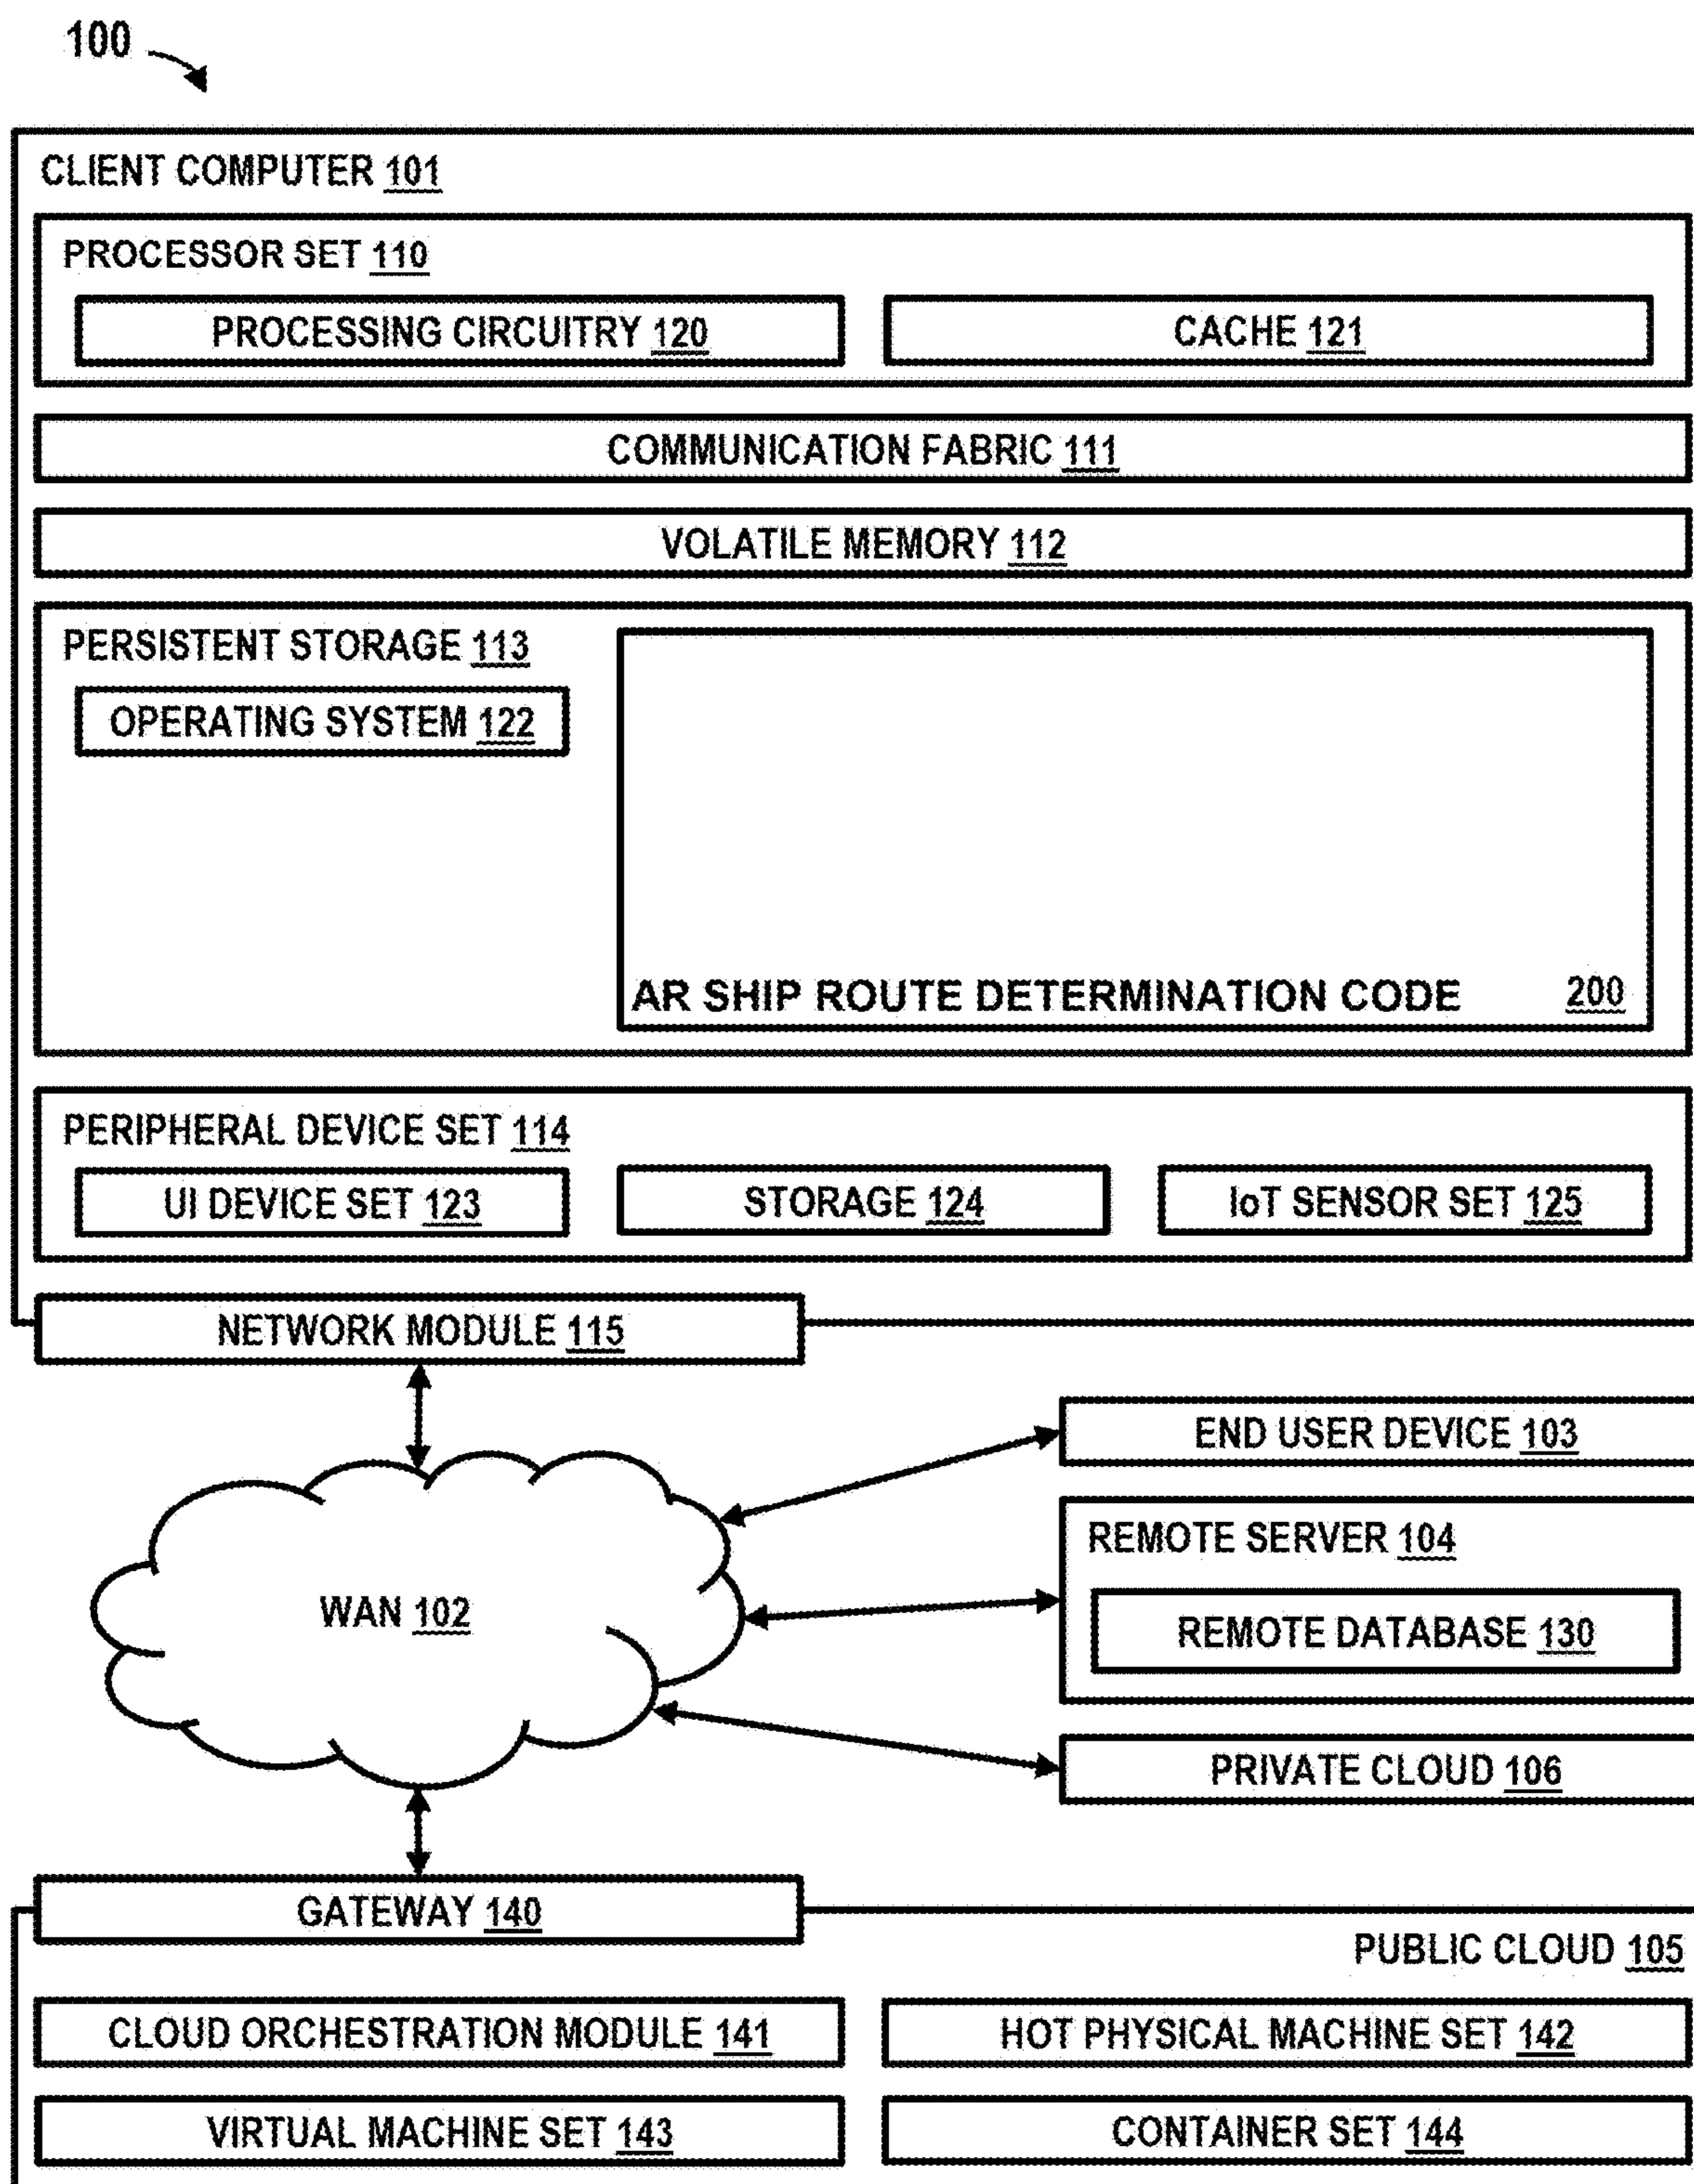 100
CLIENT COMPUTER 101
PROCESSOR SET 110
PROCESSING CIRCUITRY 120
CACHE 121
COMMUNICATION FABRIC 111
VOLATILE MEMORY 112
PERSISTENT STORAGE 113
OPERATING SYSTEM 122
AR SHIP ROUTE DETERMINATION CODE 200
PERIPHERAL DEVICE SET 114
UI DEVICE SET 123
STORAGE 124
IoT SENSOR SET 125
NETWORK MODULE 115
END USER DEVICE 103
REMOTE SERVER 104
WAN 102
REMOTE DATABASE 130
PRIVATE CLOUD 106
GATEWAY 140
PUBLIC CLOUD 105
CLOUD ORCHESTRATION MODULE 141
HOT PHYSICAL MACHINE SET 142
VIRTUAL MACHINE SET 143
CONTAINER SET 144